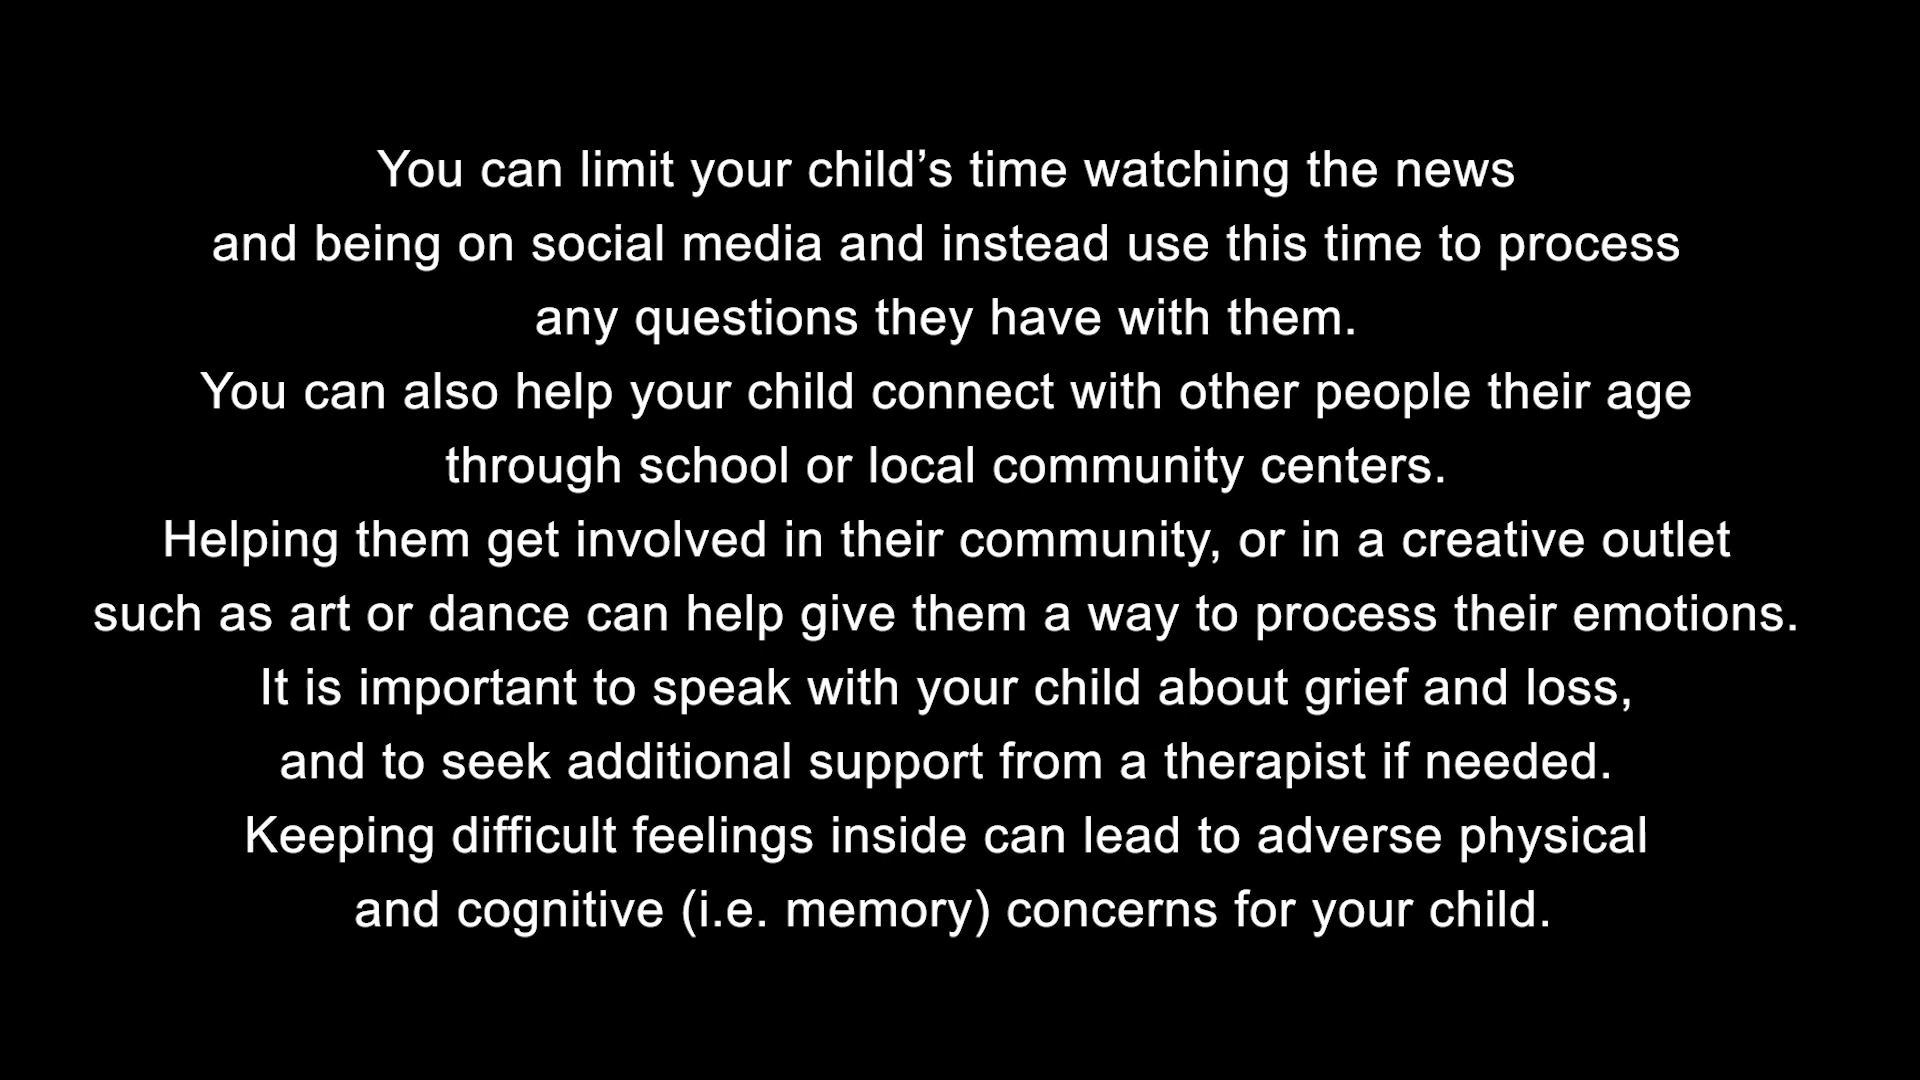 You can limit your child’s time watching the news
and being on social media and instead use this time to process
any questions they have with them.
You can also help your child connect with other people their age
through school or local community centers.
Helping them get involved in their community, or in a creative outlet
such as art or dance can help give them a way to process their emotions.
It is important to speak with your child about grief and loss,
and to seek additional support from a therapist if needed.
Keeping difficult feelings inside can lead to adverse physical
and cognitive (i.e. memory) concerns for your child.